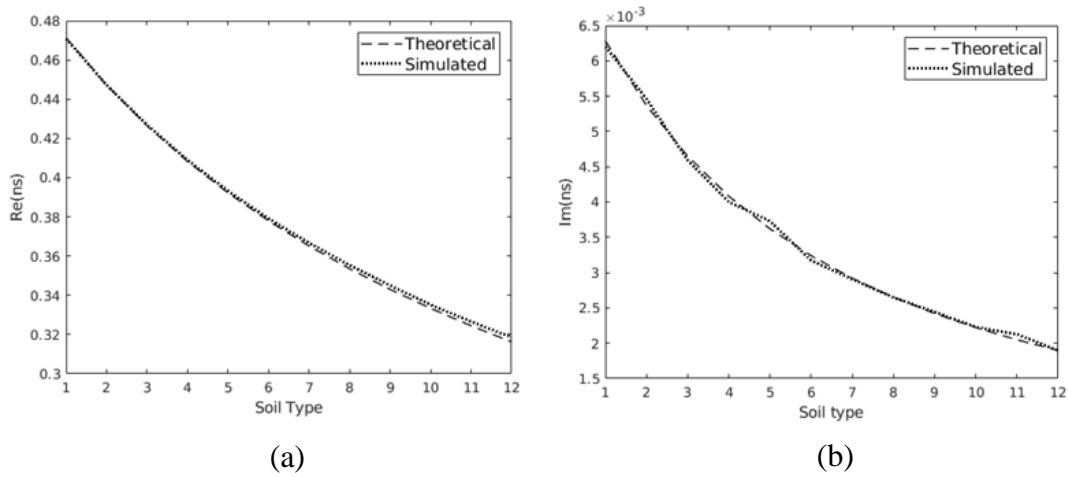 0.48
0.46
0.44
0.42
0.4
0.38
0.36
0.34
0.32
0.3
Re(ns)
Theoretical
Simulated
1 2 3 4 5 6 7 8 9 10 11 12
Soil Type
(a)
×10⁻³
6.5
6
5.5
5
4.5
4
3.5
3
2.5
2
1.5
Im(ns)
Theoretical
Simulated
1 2 3 4 5 6 7 8 9 10 11 12
Soil type
(b)